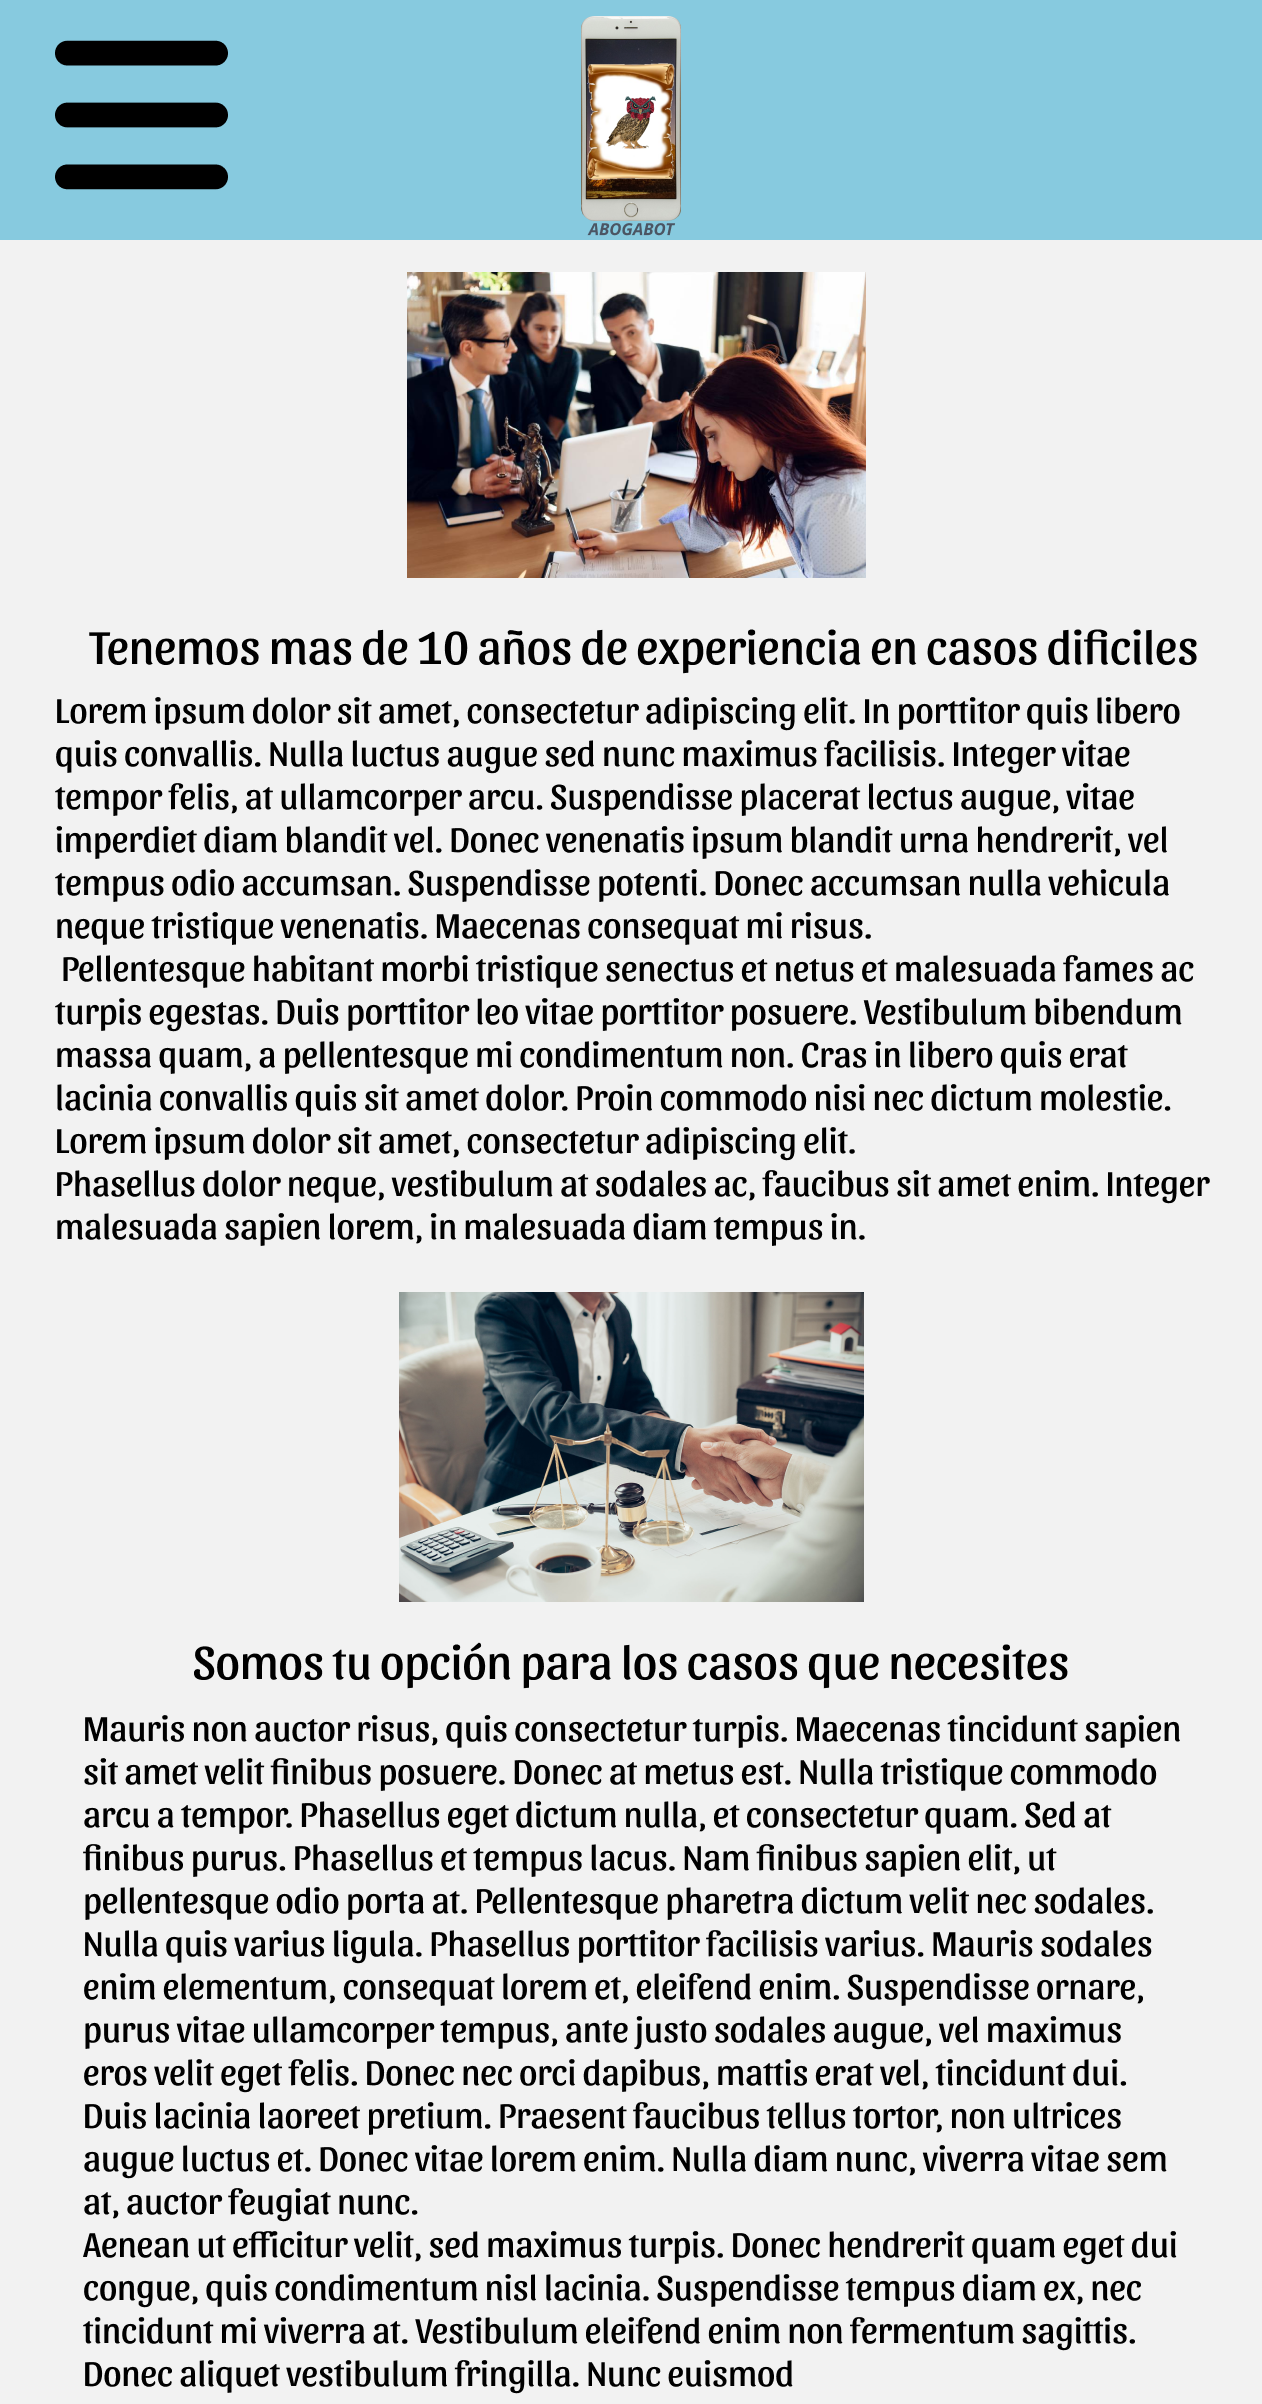 ABOGABOT
Tenemos mas de 10 años de experiencia en casos dificiles
Lorem ipsum dolor sit amet, consectetur adipiscing elit. In porttitor quis libero
quis convallis. Nulla luctus augue sed nunc maximus facilisis. Integer vitae
tempor felis, at ullamcorper arcu. Suspendisse placerat lectus augue, vitae
imperdiet diam blandit vel. Donec venenatis ipsum blandit urna hendrerit, vel
tempus odio accumsan. Suspendisse potenti. Donec accumsan nulla vehicula
neque tristique venenatis. Maecenas consequat mi risus.
Pellentesque habitant morbi tristique senectus et netus et malesuada fames ac
turpis egestas. Duis porttitor leo vitae porttitor posuere. Vestibulum bibendum
massa quam, a pellentesque mi condimentum non. Cras in libero quis erat
lacinia convallis quis sit amet dolor. Proin commodo nisi nec dictum molestie.
Lorem ipsum dolor sit amet, consectetur adipiscing elit.
Phasellus dolor neque, vestibulum at sodales ac, faucibus sit amet enim. Integer
malesuada sapien lorem, in malesuada diam tempus in.
Somos tu opción para los casos que necesites
Mauris non auctor risus, quis consectetur turpis. Maecenas tincidunt sapien
sit amet velit finibus posuere. Donec at metus est. Nulla tristique commodo
arcu a tempor. Phasellus eget dictum nulla, et consectetur quam. Sed at
finibus purus. Phasellus et tempus lacus. Nam finibus sapien elit, ut
pellentesque odio porta at. Pellentesque pharetra dictum velit nec sodales.
Nulla quis varius ligula. Phasellus porttitor facilisis varius. Mauris sodales
enim elementum, consequat lorem et, eleifend enim. Suspendisse ornare,
purus vitae ullamcorper tempus, ante justo sodales augue, vel maximus
eros velit eget felis. Donec nec orci dapibus, mattis erat vel, tincidunt dui.
Duis lacinia laoreet pretium. Praesent faucibus tellus tortor, non ultrices
augue luctus et. Donec vitae lorem enim. Nulla diam nunc, viverra vitae sem
at, auctor feugiat nunc.
Aenean ut efficitur velit, sed maximus turpis. Donec hendrerit quam eget dui
congue, quis condimentum nisl lacinia. Suspendisse tempus diam ex, nec
tincidunt mi viverra at. Vestibulum eleifend enim non fermentum sagittis.
Donec aliquet vestibulum fringilla. Nunc euismod